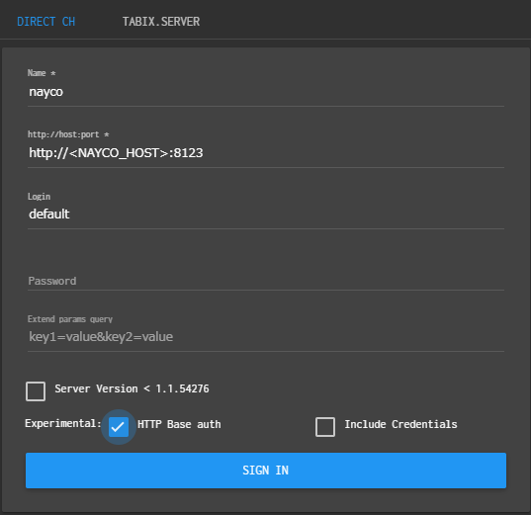 DIRECT CH TABIX.SERVER
Name *
nayco
http://host:port *
http://<NAYCO_HOST>:8123
Login
default
Password
Extend params query
key1=value&key2=value
Server Version < 1.1.54276
Experimental: HTTP Base auth Include Credentials
SIGN IN